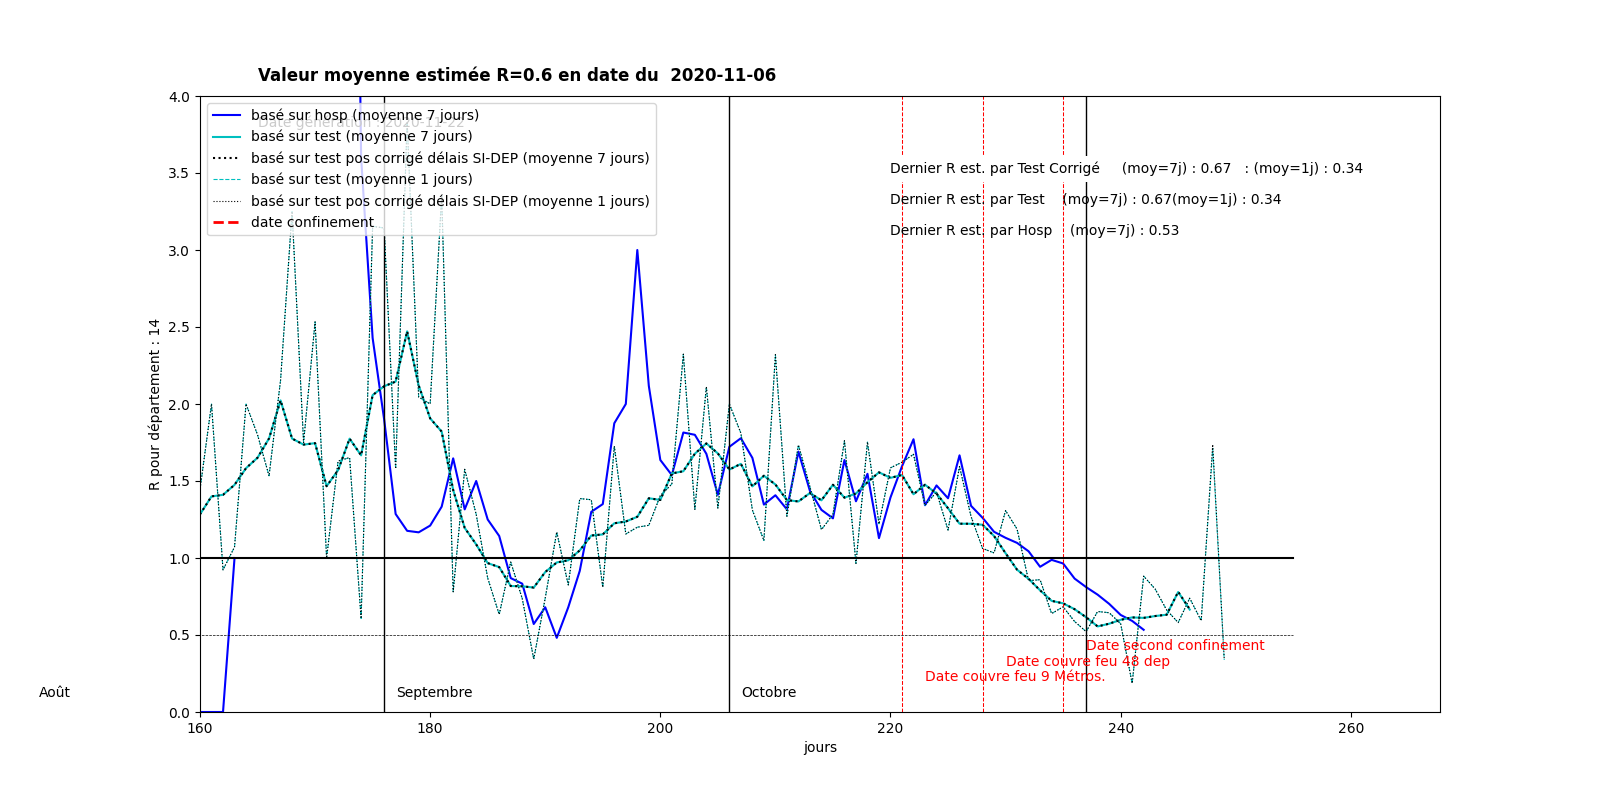 Valeur moyenne estimée R=0.6 en date du  2020-11-06
4.0
3.5
3.0
2.5
2.0
1.5
1.0
0.5
0.0
R pour département : 14
basé sur hosp (moyenne 7 jours)
Date génération : 2020-11-22
basé sur test (moyenne 7 jours)
basé sur test pos corrigé délais SI-DEP (moyenne 7 jours)
basé sur test (moyenne 1 jours)
basé sur test pos corrigé délais SI-DEP (moyenne 1 jours)
date confinement
Dernier R est. par Test Corrigé     (moy=7j) : 0.67   : (moy=1j) : 0.34
Dernier R est. par Test    (moy=7j) : 0.67(moy=1j) : 0.34
Dernier R est. par Hosp    (moy=7j) : 0.53
Date second confinement
Date couvre feu 48 dep
Date couvre feu 9 Métros.
Août
Septembre
Octobre
160 180 200 220 240 260
jours